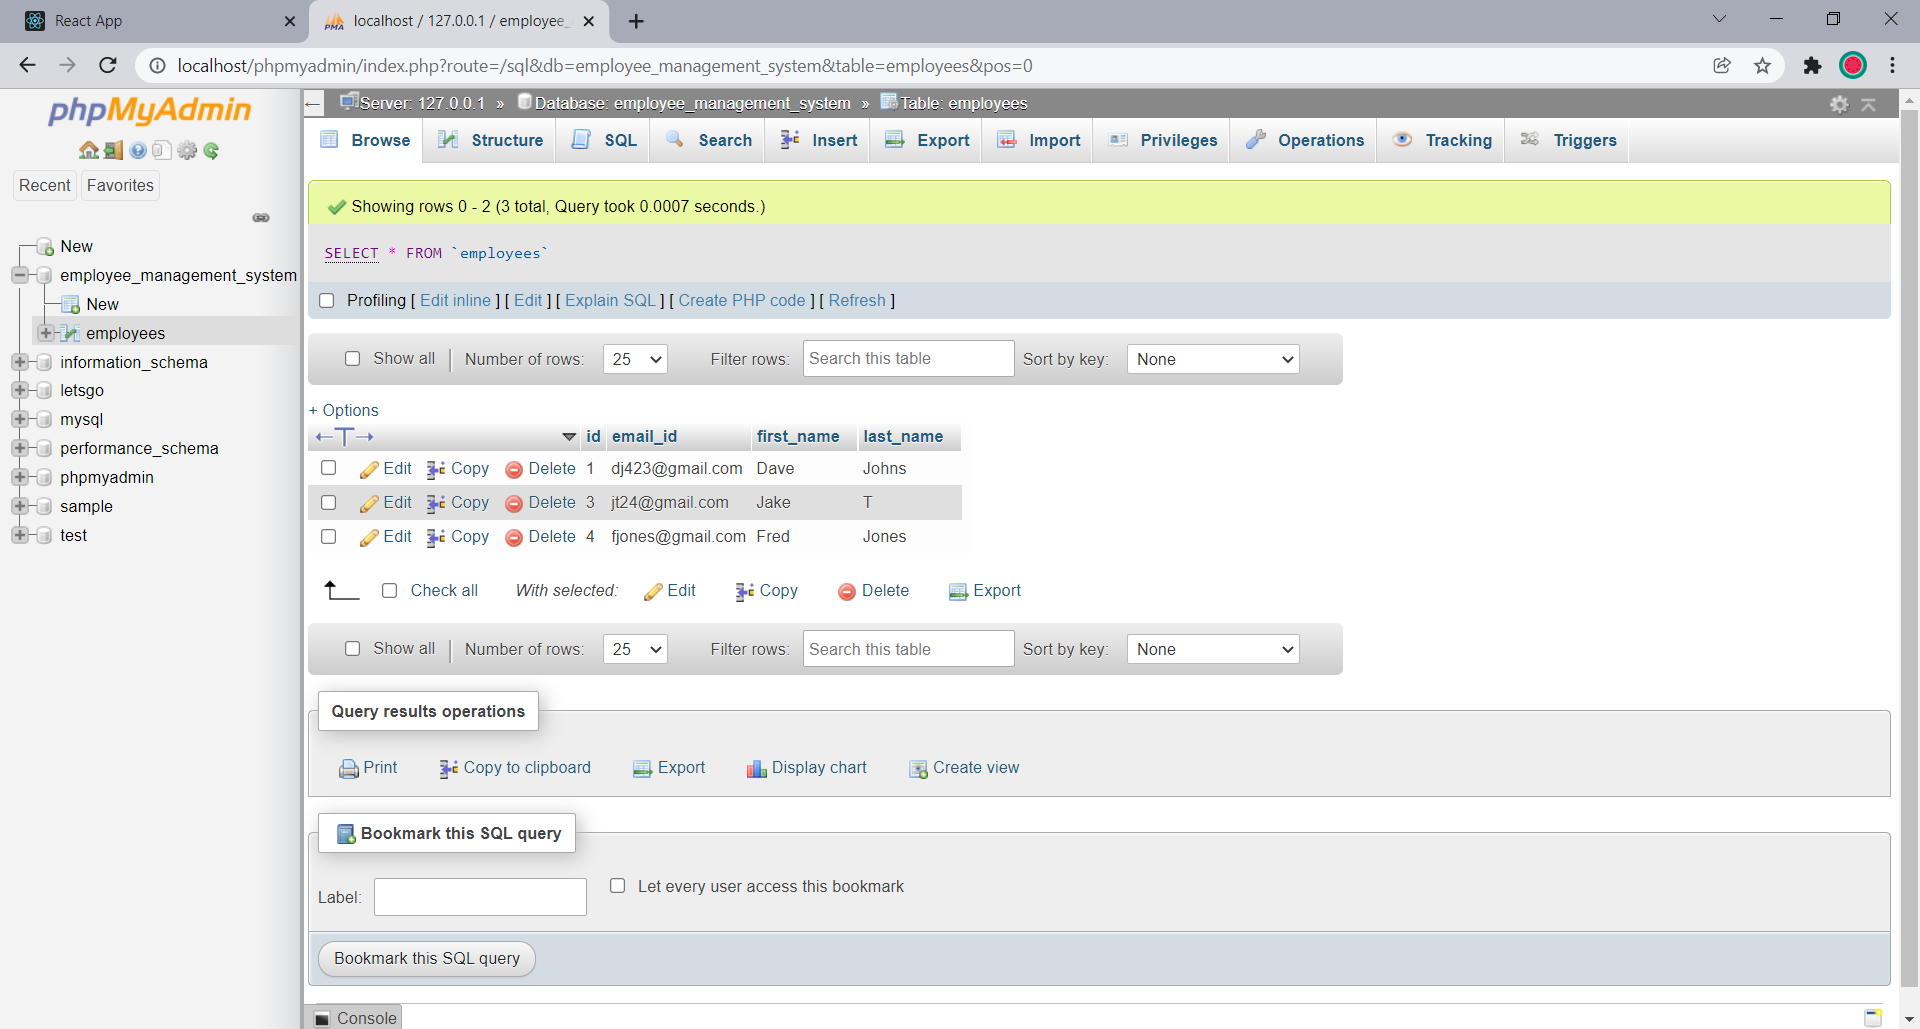 React App
localhost / 127.0.0.1 / employee_
localhost/phpmyadmin/index.php?route=/sql&db=employee_management_system&table=employees&pos=0
phpMyAdmin
Recent Favorites
New
employee_management_system
New
employees
information_schema
letsgo
mysql
performance_schema
phpmyadmin
sample
test
Server: 127.0.0.1 » Database: employee_management_system » Table: employees
Browse Structure SQL Search Insert Export Import Privileges Operations Tracking Triggers
Showing rows 0 - 2 (3 total, Query took 0.0007 seconds.)
SELECT * FROM `employees`
Profiling [ Edit inline ] [ Edit ] [ Explain SQL ] [ Create PHP code ] [ Refresh ]
Show all | Number of rows: 25 Filter rows: Search this table Sort by key: None
+ Options
←T→ id email_id first_name last_name
Edit Copy Delete 1 dj423@gmail.com Dave Johns
Edit Copy Delete 3 jt24@gmail.com Jake T
Edit Copy Delete 4 fjones@gmail.com Fred Jones
Check all With selected: Edit Copy Delete Export
Show all | Number of rows: 25 Filter rows: Search this table Sort by key: None
Query results operations
Print Copy to clipboard Export Display chart Create view
Bookmark this SQL query
Label: Let every user access this bookmark
Bookmark this SQL query
Console